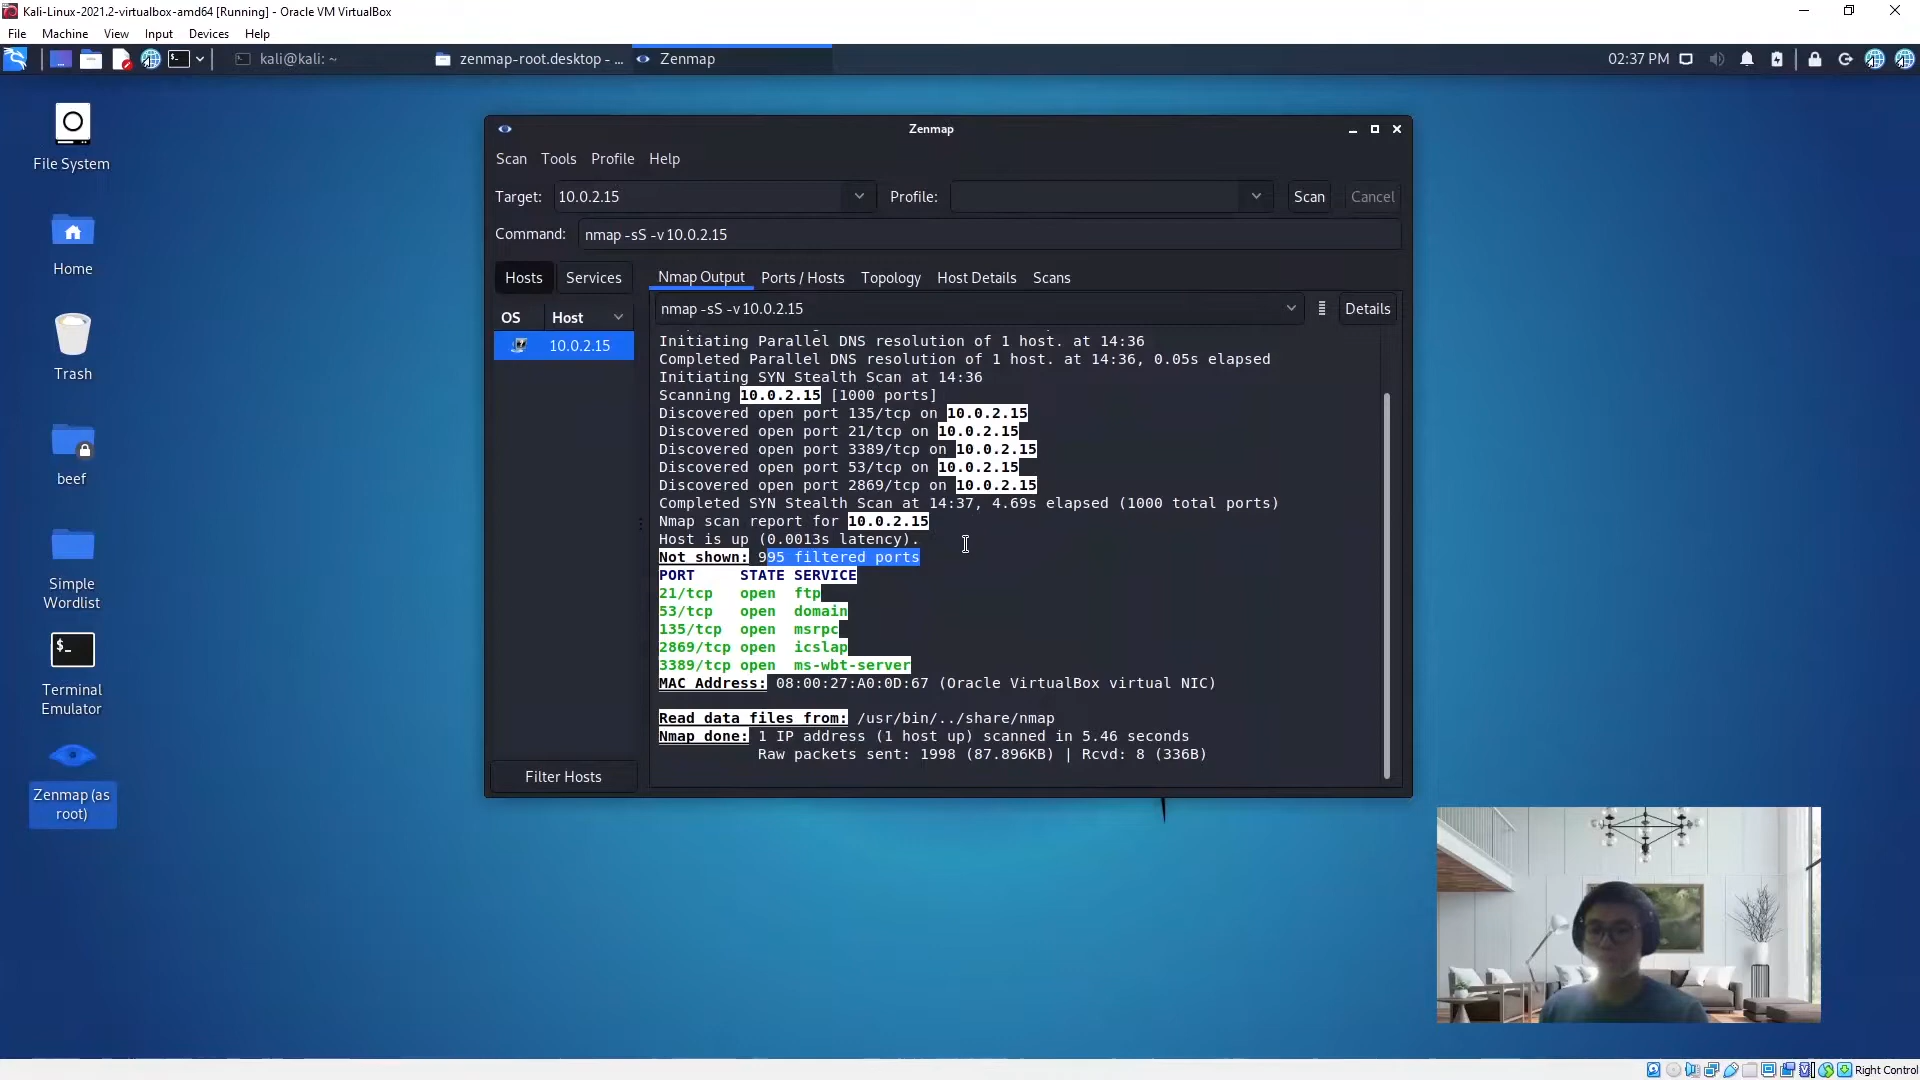 Kali-Linux-2021.2-virtualbox-amd64 [Running] - Oracle VM VirtualBox
File Machine View Input Devices Help
kali@kali: ~
zenmap-root.desktop - ...
Zenmap
02:37 PM
File System
Home
Trash
beef
Simple
Wordlist
Terminal
Emulator
Zenmap (as
root)
Zenmap
Scan Tools Profile Help
Target: 10.0.2.15 Profile: Scan Cancel
Command: nmap -sS -v 10.0.2.15
Hosts Services Nmap Output Ports / Hosts Topology Host Details Scans
OS Host
10.0.2.15
Filter Hosts
nmap -sS -v 10.0.2.15 Details
Initiating Parallel DNS resolution of 1 host. at 14:36
Completed Parallel DNS resolution of 1 host. at 14:36, 0.05s elapsed
Initiating SYN Stealth Scan at 14:36
Scanning 10.0.2.15 [1000 ports]
Discovered open port 135/tcp on 10.0.2.15
Discovered open port 21/tcp on 10.0.2.15
Discovered open port 3389/tcp on 10.0.2.15
Discovered open port 53/tcp on 10.0.2.15
Discovered open port 2869/tcp on 10.0.2.15
Completed SYN Stealth Scan at 14:37, 4.69s elapsed (1000 total ports)
Nmap scan report for 10.0.2.15
Host is up (0.0013s latency).
Not shown: 995 filtered ports
PORT STATE SERVICE
21/tcp open ftp
53/tcp open domain
135/tcp open msrpc
2869/tcp open icslap
3389/tcp open ms-wbt-server
MAC Address: 08:00:27:A0:0D:67 (Oracle VirtualBox virtual NIC)
Read data files from: /usr/bin/../share/nmap
Nmap done: 1 IP address (1 host up) scanned in 5.46 seconds
Raw packets sent: 1998 (87.896KB) | Rcvd: 8 (336B)
Right Control